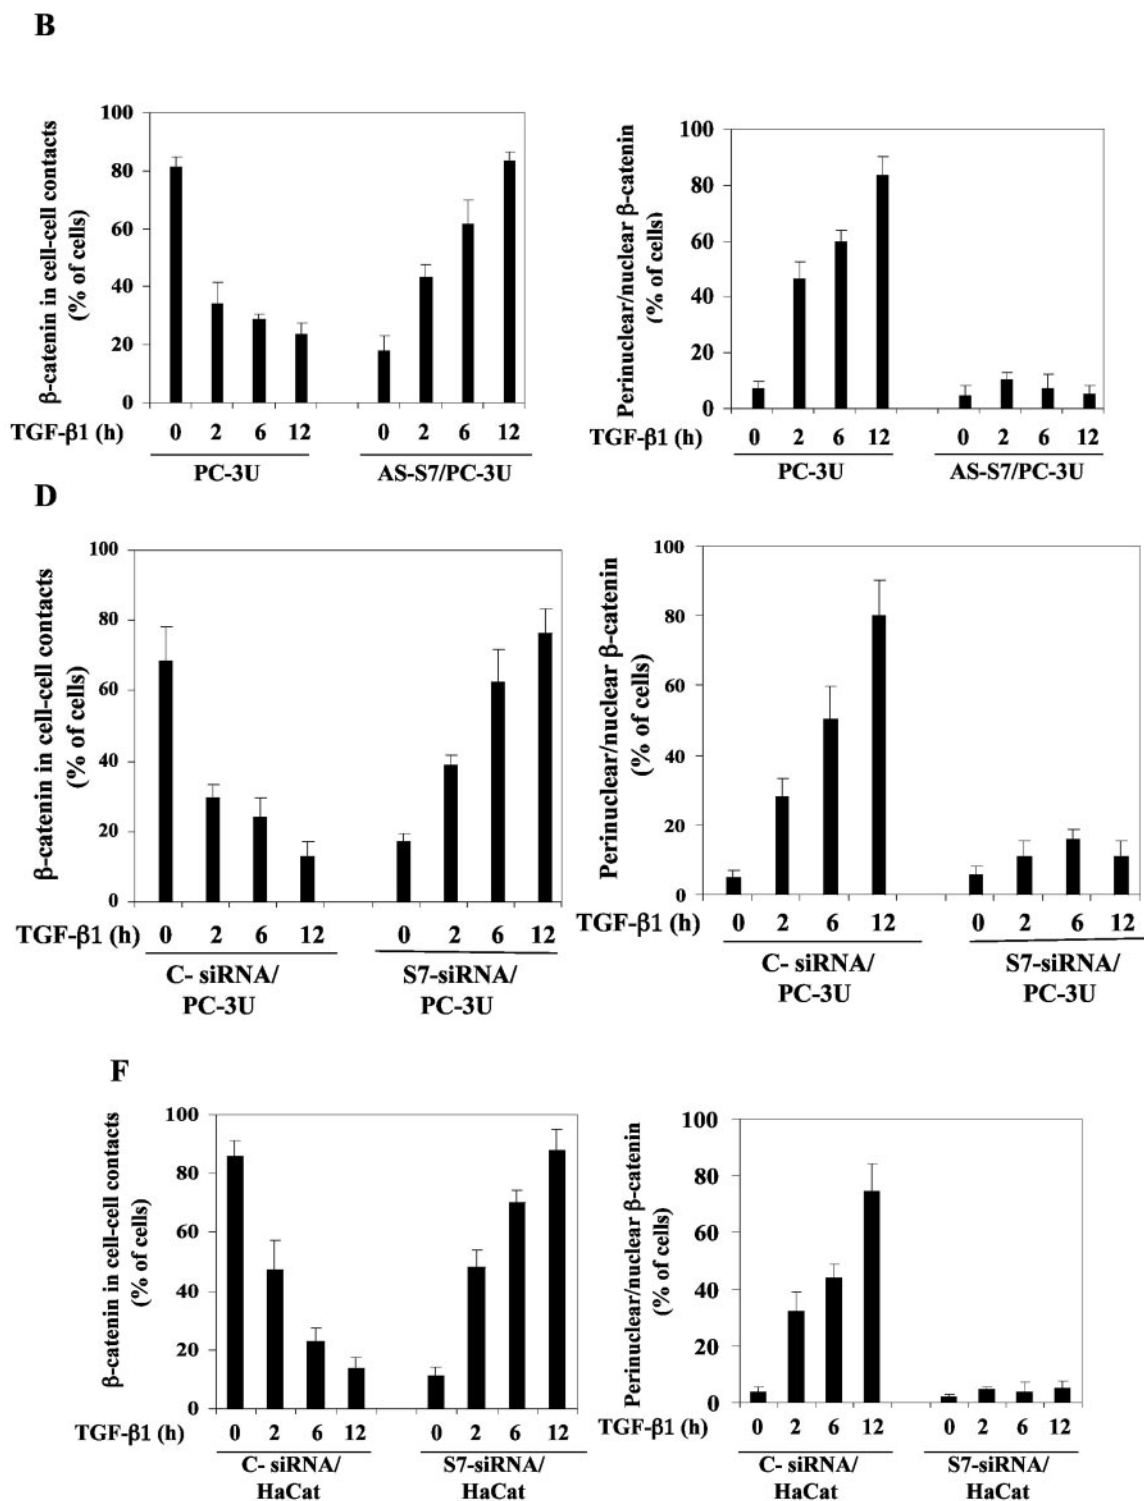 B
β-catenin in cell-cell contacts
(% of cells)
100
80
60
40
20
0
TGF-β1 (h) 0 2 6 12 0 2 6 12
PC-3U AS-S7/PC-3U
Perinuclear/nuclear β-catenin
(% of cells)
100
80
60
40
20
0
TGF-β1 (h) 0 2 6 12 0 2 6 12
PC-3U AS-S7/PC-3U
D
β-catenin in cell-cell contacts
(% of cells)
100
80
60
40
20
0
TGF-β1 (h) 0 2 6 12 0 2 6 12
C- siRNA/ S7-siRNA/
PC-3U PC-3U
Perinuclear/nuclear β-catenin
(% of cells)
100
80
60
40
20
0
TGF-β1 (h) 0 2 6 12 0 2 6 12
C- siRNA/ S7-siRNA/
PC-3U PC-3U
F
β-catenin in cell-cell contacts
(% of cells)
100
80
60
40
20
0
TGF-β1 (h) 0 2 6 12 0 2 6 12
C- siRNA/ S7-siRNA/
HaCat HaCat
Perinuclear/nuclear β-catenin
(% of cells)
100
80
60
40
20
0
TGF-β1 (h) 0 2 6 12 0 2 6 12
C- siRNA/ S7-siRNA/
HaCat HaCat